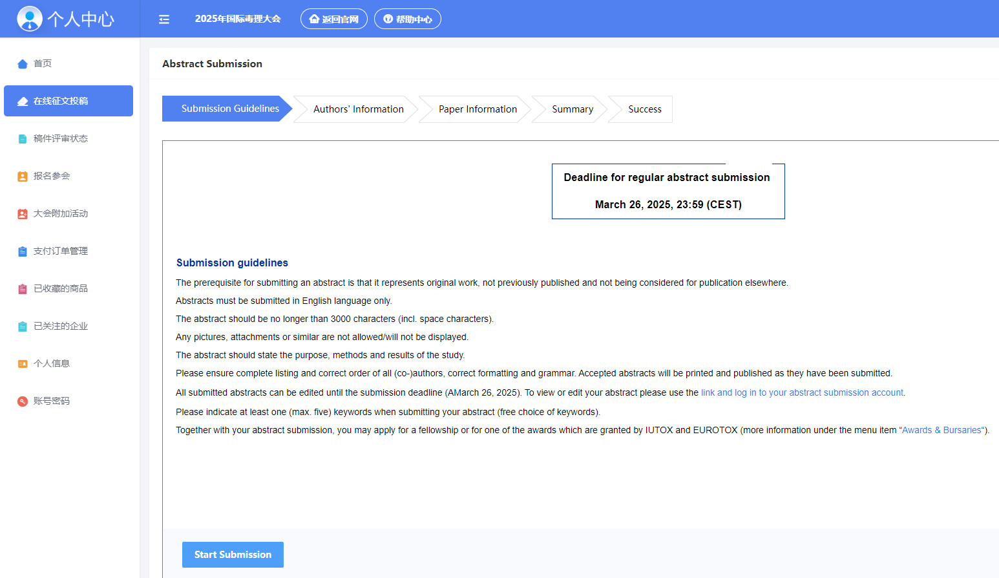 个人中心
2025年国际毒理大会
返回官网
帮助中心
首页
在线征文投稿
稿件评审状态
报名参会
大会附加活动
支付订单管理
已收藏的商品
已关注的企业
个人信息
账号密码
Abstract Submission
Submission Guidelines
Authors' Information
Paper Information
Summary
Success
Deadline for regular abstract submission
March 26, 2025, 23:59 (CEST)
Submission guidelines
The prerequisite for submitting an abstract is that it represents original work, not previously published and not being considered for publication elsewhere.
Abstracts must be submitted in English language only.
The abstract should be no longer than 3000 characters (incl. space characters).
Any pictures, attachments or similar are not allowed/will not be displayed.
The abstract should state the purpose, methods and results of the study.
Please ensure complete listing and correct order of all (co-)authors, correct formatting and grammar. Accepted abstracts will be printed and published as they have been submitted.
All submitted abstracts can be edited until the submission deadline (AMarch 26, 2025). To view or edit your abstract please use the link and log in to your abstract submission account.
Please indicate at least one (max. five) keywords when submitting your abstract (free choice of keywords).
Together with your abstract submission, you may apply for a fellowship or for one of the awards which are granted by IUTOX and EUROTOX (more information under the menu item “Awards & Bursaries“).
Start Submission